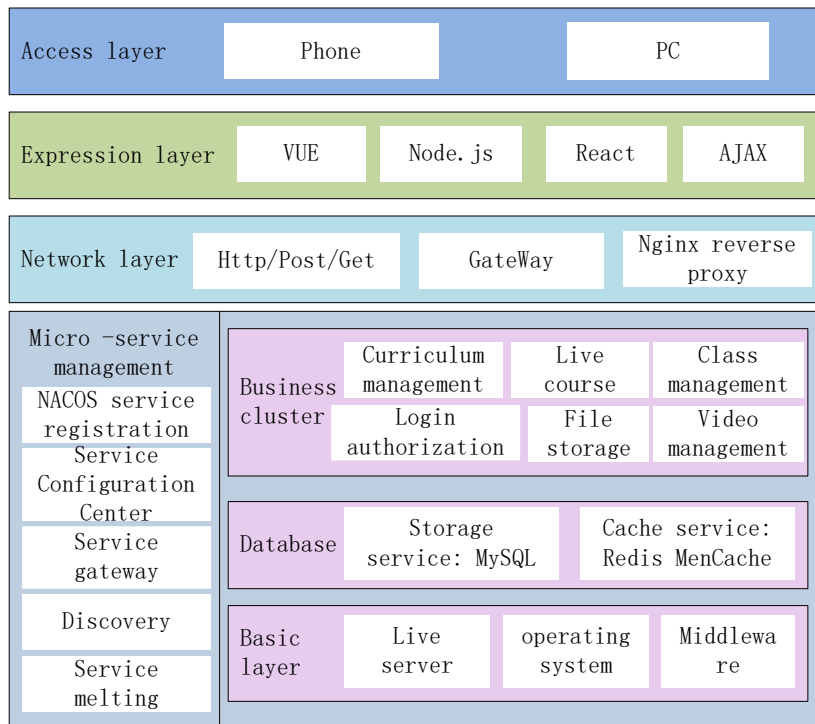 Access layer
Phone
PC
Expression layer
VUE
Node.js
React
AJAX
Network layer
Http/Post/Get
GateWay
Nginx reverse
proxy
Micro -service
management
NACOS service
registration
Service
Configuration
Center
Service
gateway
Discovery
Service
melting
Business
cluster
Curriculum
management
Live
course
Class
management
Login
authorization
File
storage
Video
management
Database
Storage
service: MySQL
Cache service:
Redis MenCache
Basic
layer
Live
server
operating
system
Middlewa
re